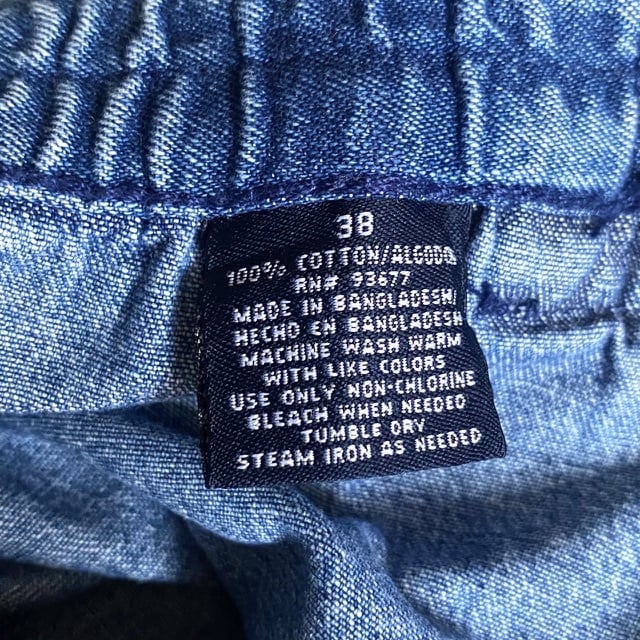 38
100% COTTON/ALGODÓN
RN# 93677
MADE IN BANGLADESH/
HECHO EN BANGLADESH
MACHINE WASH WARM
WITH LIKE COLORS
USE ONLY NON-CHLORINE
BLEACH WHEN NEEDED
TUMBLE DRY
STEAM IRON AS NEEDED